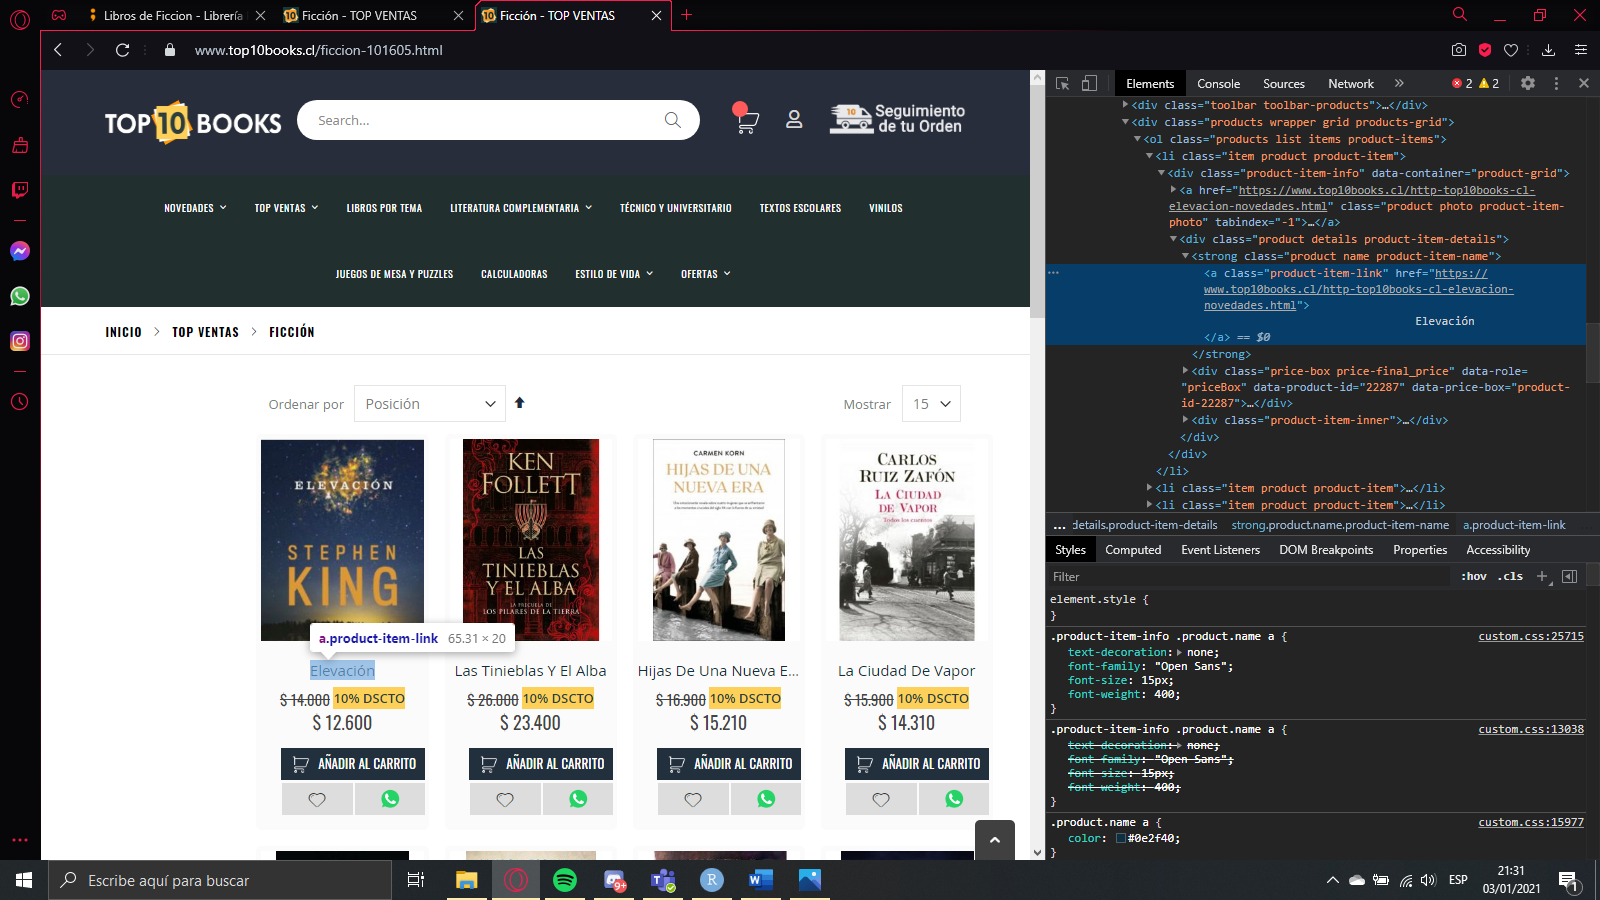 Libros de Ficcion - Librería
Ficción - TOP VENTAS
Ficción - TOP VENTAS
www.top10books.cl/ficcion-101605.html
TOP 10 BOOKS
Search...
Seguimiento
de tu Orden
NOVEDADES
TOP VENTAS
LIBROS POR TEMA
LITERATURA COMPLEMENTARIA
TÉCNICO Y UNIVERSITARIO
TEXTOS ESCOLARES
VINILOS
JUEGOS DE MESA Y PUZZLES
CALCULADORAS
ESTILO DE VIDA
OFERTAS
INICIO > TOP VENTAS > FICCIÓN
Ordenar por
Posición
Mostrar
15
ELEVACIÓN
STEPHEN
KING
a.product-item-link 65.31 × 20
Elevación
$ 14.000 10% DSCTO
$ 12.600
AÑADIR AL CARRITO
KEN
FOLLETT
LAS
TINIEBLAS
Y EL ALBA
LA PRECUELA DE
LOS PILARES DE LA TIERRA
Las Tinieblas Y El Alba
$ 26.000 10% DSCTO
$ 23.400
AÑADIR AL CARRITO
CARMEN KORN
HIJAS DE UNA
NUEVA ERA
Hijas De Una Nueva E...
$ 16.900 10% DSCTO
$ 15.210
AÑADIR AL CARRITO
CARLOS
RUIZ ZAFÓN
LA CIUDAD
DE VAPOR
Todos los cuentos
La Ciudad De Vapor
$ 15.900 10% DSCTO
$ 14.310
AÑADIR AL CARRITO
Elements
Console
Sources
Network
»
2
2
<div class="toolbar toolbar-products">…</div>
<div class="products wrapper grid products-grid">
<ol class="products list items product-items">
<li class="item product product-item">
<div class="product-item-info" data-container="product-grid">
<a href="https://www.top10books.cl/http-top10books-cl-
elevacion-novedades.html" class="product photo product-item-
photo" tabindex="-1">…</a>
<div class="product details product-item-details">
<strong class="product name product-item-name">
<a class="product-item-link" href="https://
www.top10books.cl/http-top10books-cl-elevacion-
novedades.html">
Elevación
</a> == $0
</strong>
<div class="price-box price-final_price" data-role=
"priceBox" data-product-id="22287" data-price-box="product-
id-22287">…</div>
<div class="product-item-inner">…</div>
</div>
</div>
</li>
<li class="item product product-item">…</li>
<li class="item product product-item">…</li>
... details.product-item-details strong.product.name.product-item-name a.product-item-link
Styles
Computed
Event Listeners
DOM Breakpoints
Properties
Accessibility
Filter
:hov .cls +
element.style {
}
.product-item-info .product.name a { custom.css:25715
text-decoration: none;
font-family: "Open Sans";
font-size: 15px;
font-weight: 400;
}
.product-item-info .product.name a { custom.css:13038
text-decoration: none;
font-family: "Open Sans";
font-size: 15px;
font-weight: 400;
}
.product.name a { custom.css:15977
color: #0e2f40;
}
Escribe aquí para buscar
9+
ESP
21:31
03/01/2021
1